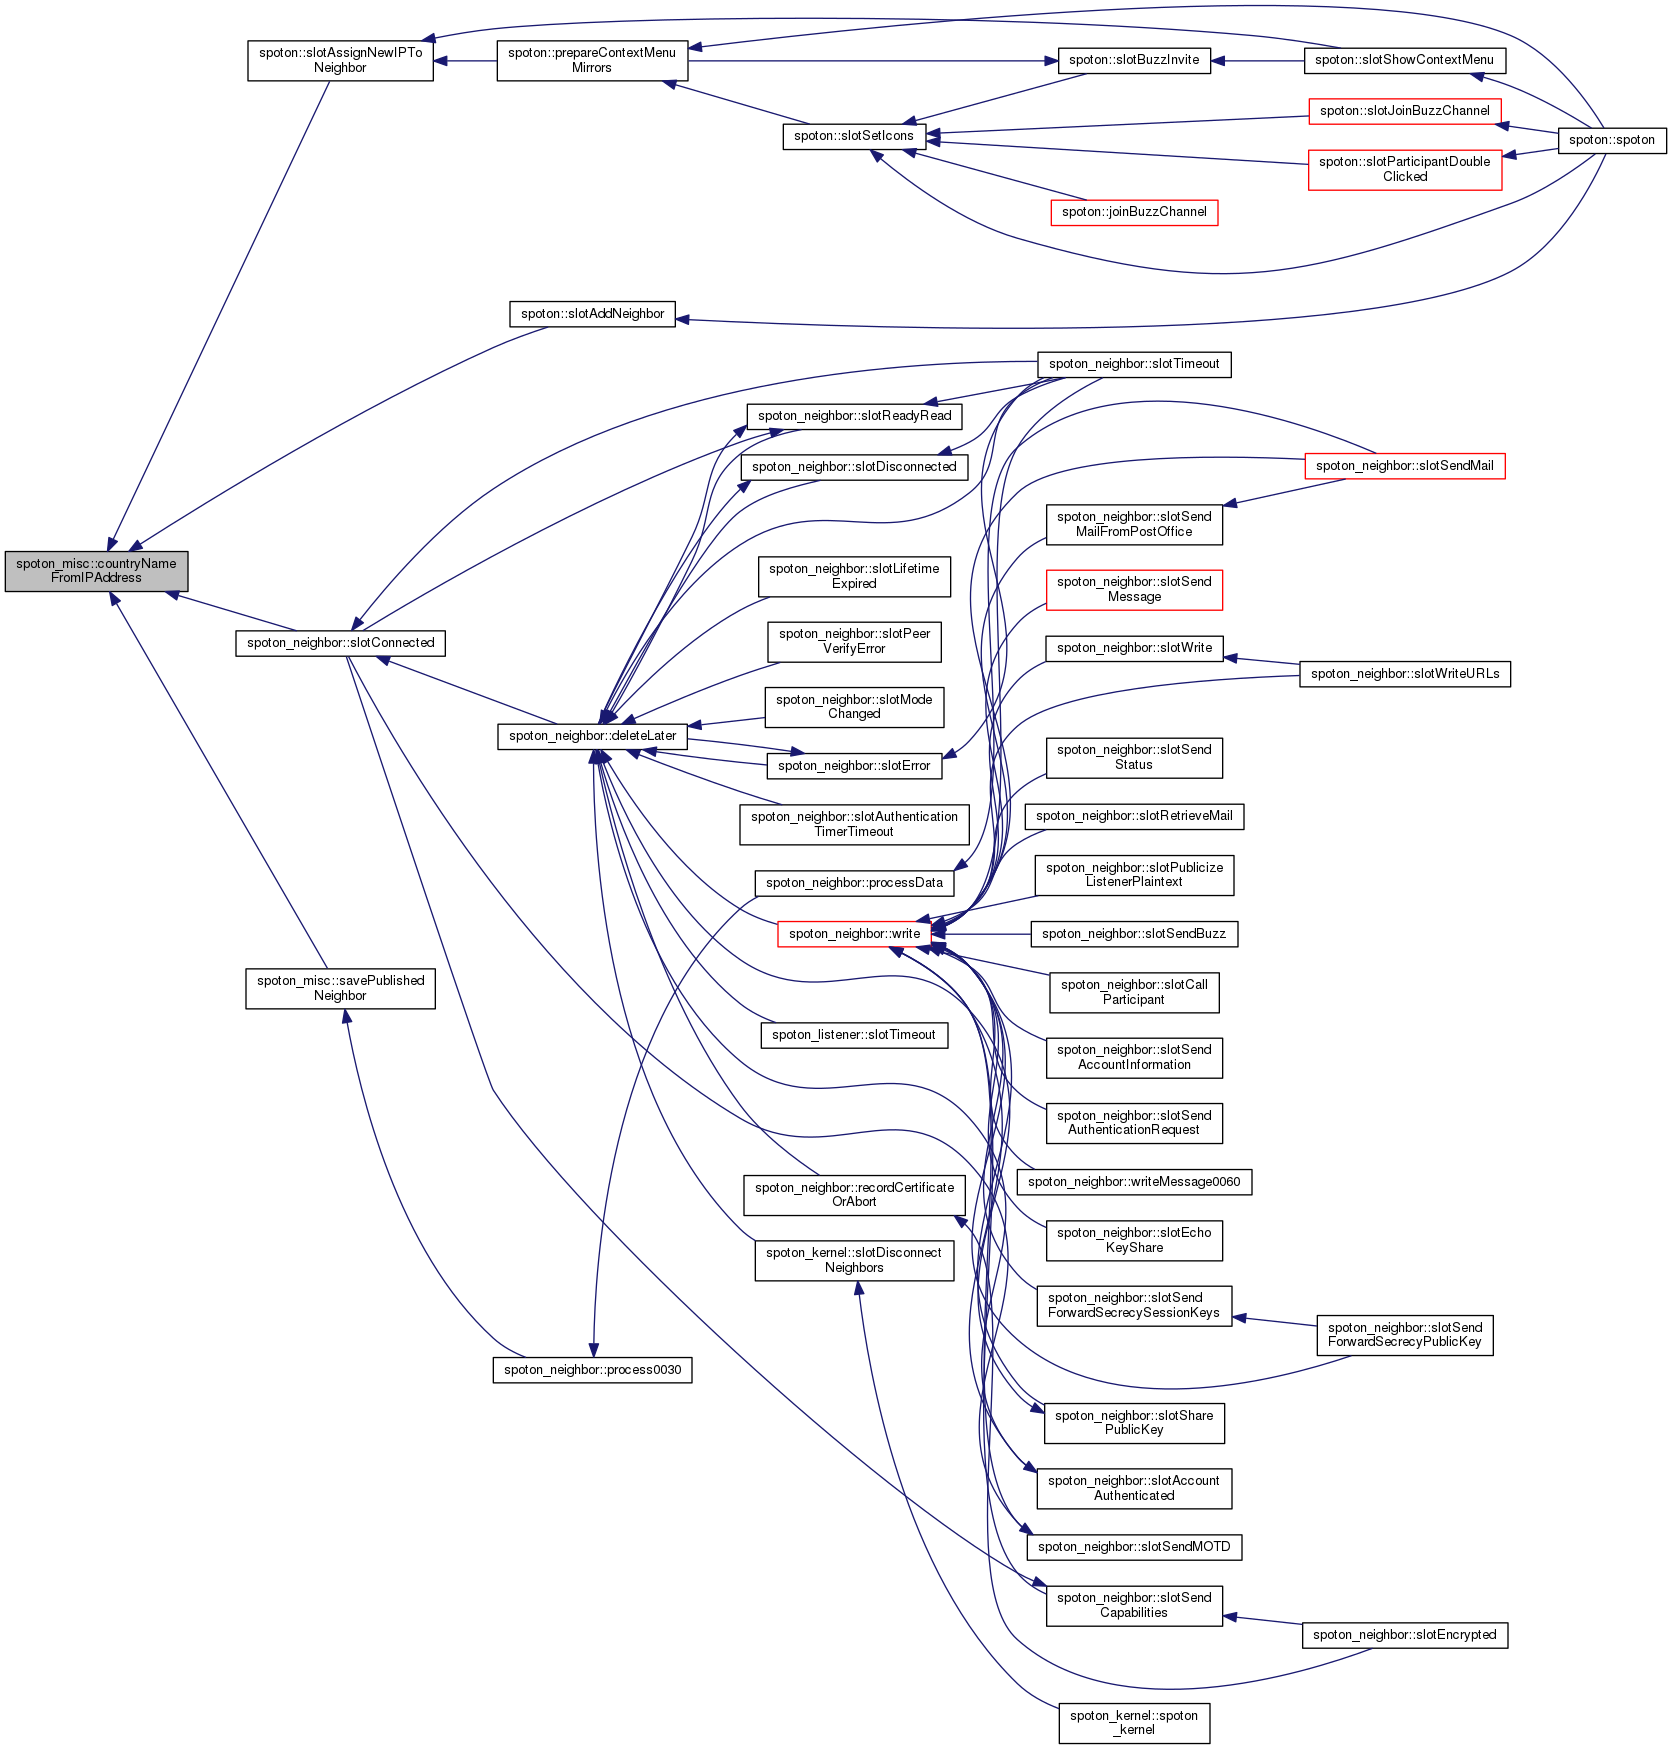 spoton::slotAssignNewIPTo
Neighbor
spoton::prepareContextMenu
Mirrors
spoton::slotBuzzInvite
spoton::slotShowContextMenu
spoton::slotJoinBuzzChannel
spoton::slotSetIcons
spoton::spoton
spoton::slotParticipantDouble
Clicked
spoton::joinBuzzChannel
spoton::slotAddNeighbor
spoton_neighbor::slotTimeout
spoton_neighbor::slotReadyRead
spoton_neighbor::slotDisconnected
spoton_neighbor::slotSendMail
spoton_neighbor::slotSend
MailFromPostOffice
spoton_misc::countryName
FromIPAddress
spoton_neighbor::slotLifetime
Expired
spoton_neighbor::slotSend
Message
spoton_neighbor::slotConnected
spoton_neighbor::slotPeer
VerifyError
spoton_neighbor::slotWrite
spoton_neighbor::slotWriteURLs
spoton_neighbor::slotMode
Changed
spoton_neighbor::deleteLater
spoton_neighbor::slotError
spoton_neighbor::slotSend
Status
spoton_neighbor::slotAuthentication
TimerTimeout
spoton_neighbor::slotRetrieveMail
spoton_neighbor::processData
spoton_neighbor::slotPublicize
ListenerPlaintext
spoton_neighbor::write
spoton_neighbor::slotSendBuzz
spoton_misc::savePublished
Neighbor
spoton_neighbor::slotCall
Participant
spoton_listener::slotTimeout
spoton_neighbor::slotSend
AccountInformation
spoton_neighbor::slotSend
AuthenticationRequest
spoton_neighbor::writeMessage0060
spoton_neighbor::recordCertificate
OrAbort
spoton_neighbor::slotEcho
KeyShare
spoton_kernel::slotDisconnect
Neighbors
spoton_neighbor::slotSend
ForwardSecrecySessionKeys
spoton_neighbor::slotSend
ForwardSecrecyPublicKey
spoton_neighbor::process0030
spoton_neighbor::slotShare
PublicKey
spoton_neighbor::slotAccount
Authenticated
spoton_neighbor::slotSendMOTD
spoton_neighbor::slotSend
Capabilities
spoton_neighbor::slotEncrypted
spoton_kernel::spoton
_kernel